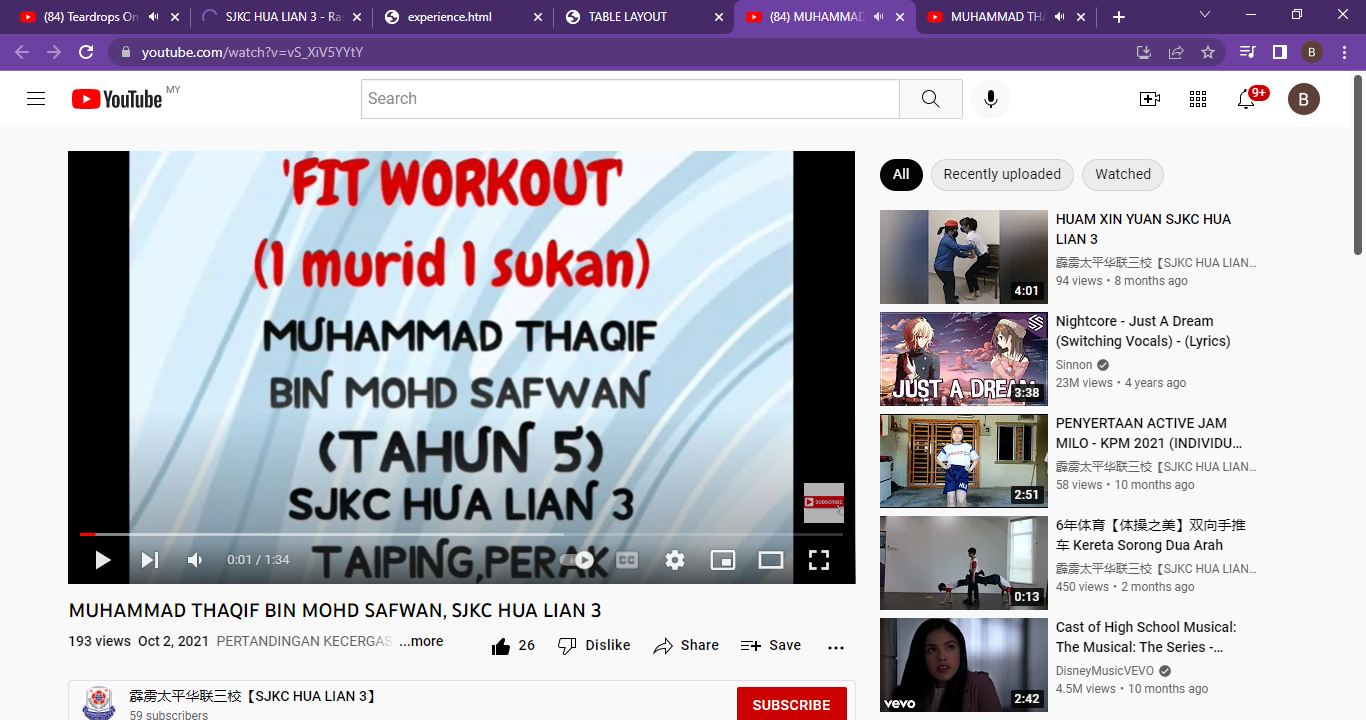 (84) Teardrops On
SJKC HUA LIAN 3 - Ras
experience.html
TABLE LAYOUT
(84) MUHAMMAD
MUHAMMAD THA
youtube.com/watch?v=vS_XiV5YYtY
B
YouTube MY
Search
9+
B
'FIT WORKOUT'
(1 murid 1 sukan)
MUHAMMAD THAQIF
BIN MOHD SAFWAN
(TAHUN 5)
SJKC HUA LIAN 3
TAIPING,PERAK
SUBSCRIBE
0:01 / 1:34
CC
MUHAMMAD THAQIF BIN MOHD SAFWAN, SJKC HUA LIAN 3
193 views Oct 2, 2021 PERTANDINGAN KECERGAS ...more
26 Dislike Share Save
霹雳太平华联三校【SJKC HUA LIAN 3】
59 subscribers
SUBSCRIBE
All Recently uploaded Watched
4:01
HUAM XIN YUAN SJKC HUA
LIAN 3
霹雳太平华联三校【SJKC HUA LIAN...
94 views • 8 months ago
JUST A DREAM
3:38
Nightcore - Just A Dream
(Switching Vocals) - (Lyrics)
Sinnon
23M views • 4 years ago
2:51
PENYERTAAN ACTIVE JAM
MILO - KPM 2021 (INDIVIDU...
霹雳太平华联三校【SJKC HUA LIAN...
58 views • 10 months ago
0:13
6年体育【体操之美】双向手推
车 Kereta Sorong Dua Arah
霹雳太平华联三校【SJKC HUA LIAN...
450 views • 2 months ago
vevo
2:42
Cast of High School Musical:
The Musical: The Series -...
DisneyMusicVEVO
4.5M views • 10 months ago